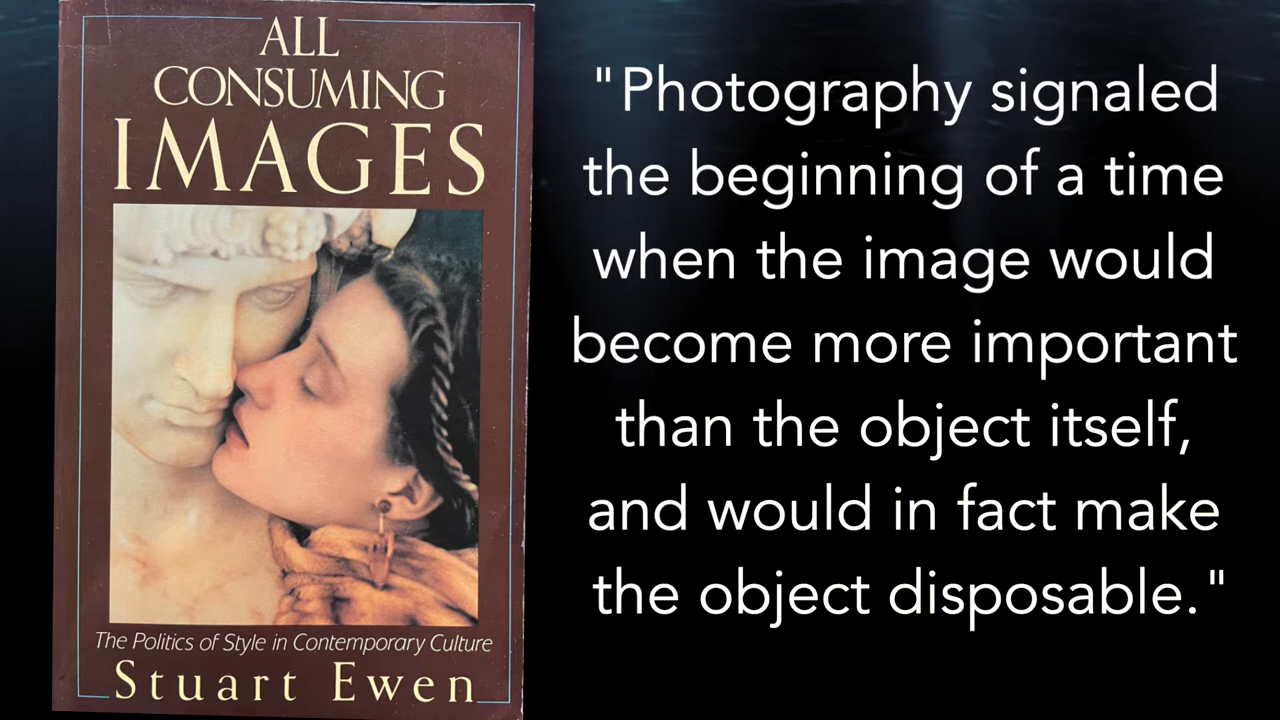 ALL
CONSUMING
IMAGES
The Politics of Style in Contemporary Culture
Stuart Ewen
"Photography signaled
the beginning of a time
when the image would
become more important
than the object itself,
and would in fact make
the object disposable."